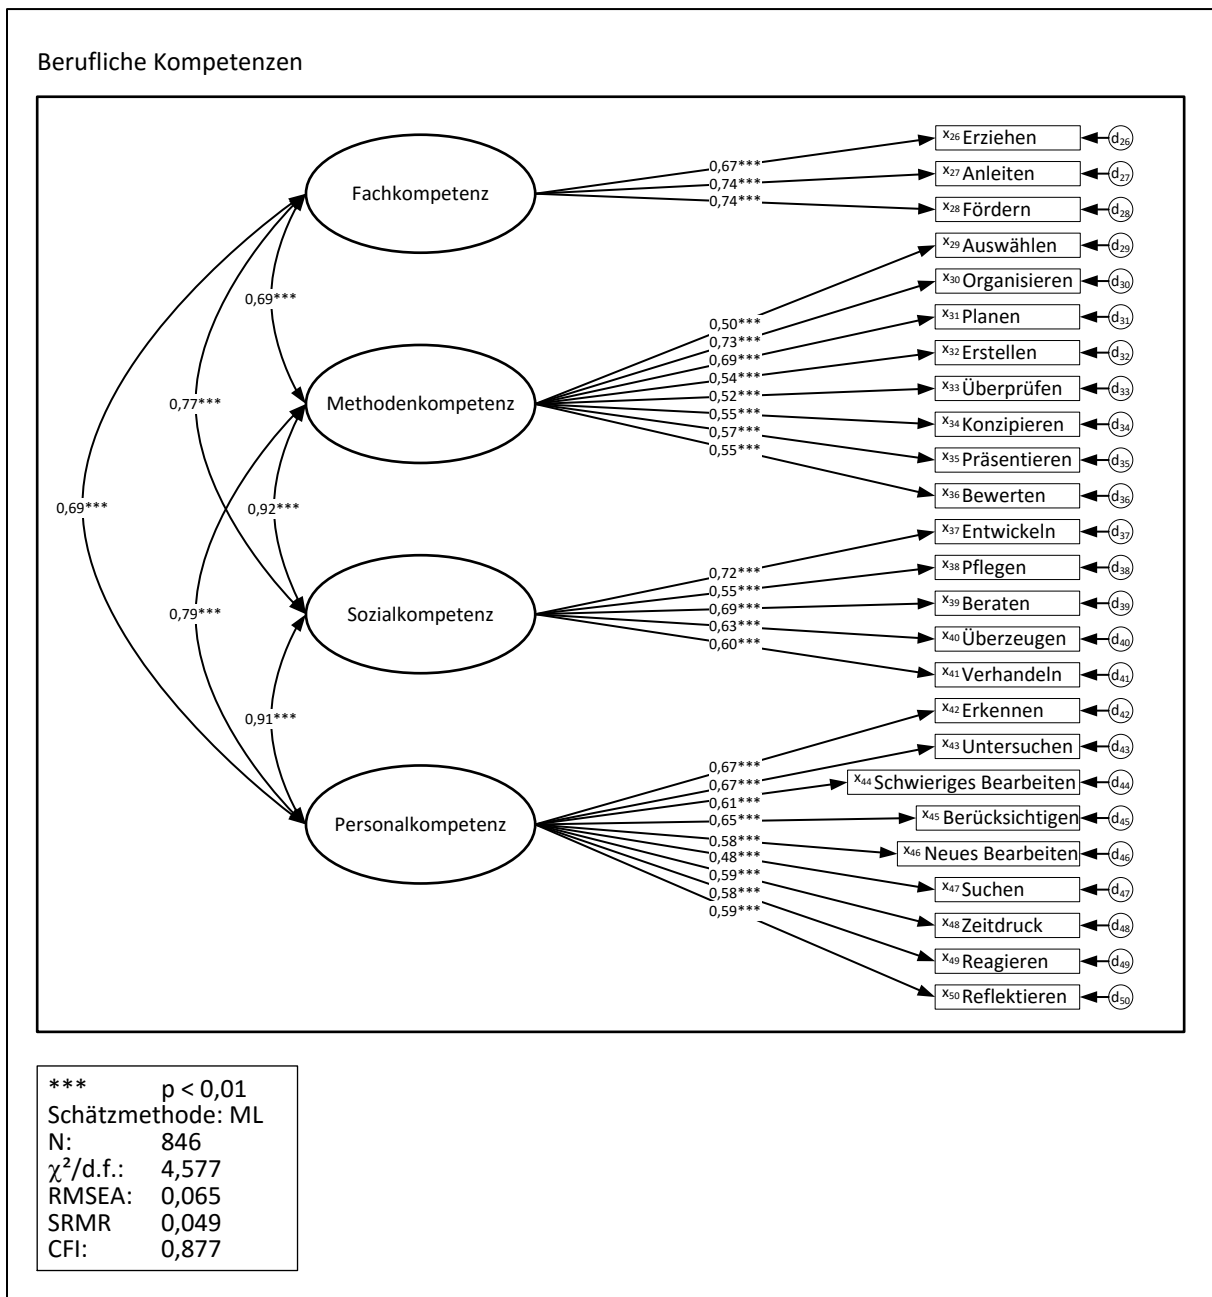 Berufliche Kompetenzen
Fachkompetenz
Methodenkompetenz
Sozialkompetenz
Personalkompetenz
0,69***
0,77***
0,69***
0,92***
0,79***
0,91***
0,67***
0,74***
0,74***
0,50***
0,73***
0,69***
0,54***
0,52***
0,55***
0,57***
0,55***
0,72***
0,55***
0,69***
0,63***
0,60***
0,67***
0,67***
0,61***
0,65***
0,58***
0,48***
0,59***
0,58***
0,59***
x26 Erziehen d26
x27 Anleiten d27
x28 Fördern d28
x29 Auswählen d29
x30 Organisieren d30
x31 Planen d31
x32 Erstellen d32
x33 Überprüfen d33
x34 Konzipieren d34
x35 Präsentieren d35
x36 Bewerten d36
x37 Entwickeln d37
x38 Pflegen d38
x39 Beraten d39
x40 Überzeugen d40
x41 Verhandeln d41
x42 Erkennen d42
x43 Untersuchen d43
x44 Schwieriges Bearbeiten d44
x45 Berücksichtigen d45
x46 Neues Bearbeiten d46
x47 Suchen d47
x48 Zeitdruck d48
x49 Reagieren d49
x50 Reflektieren d50
*** p < 0,01
Schätzmethode: ML
N: 846
χ²/d.f.: 4,577
RMSEA: 0,065
SRMR 0,049
CFI: 0,877